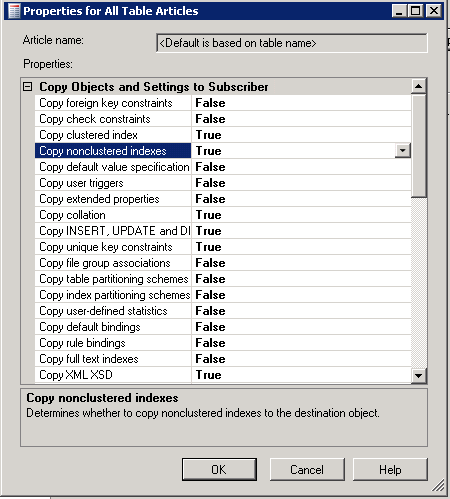 Properties for All Table Articles
Article name: <Default is based on table name>
Properties:
Copy Objects and Settings to Subscriber
Copy foreign key constraints False
Copy check constraints False
Copy clustered index True
Copy nonclustered indexes True
Copy default value specification False
Copy user triggers False
Copy extended properties False
Copy collation True
Copy INSERT, UPDATE and DI True
Copy unique key constraints True
Copy file group associations False
Copy table partitioning schemes False
Copy index partitioning schemes False
Copy user-defined statistics False
Copy default bindings False
Copy rule bindings False
Copy full text indexes False
Copy XML XSD True
Copy nonclustered indexes
Determines whether to copy nonclustered indexes to the destination object.
OK Cancel Help